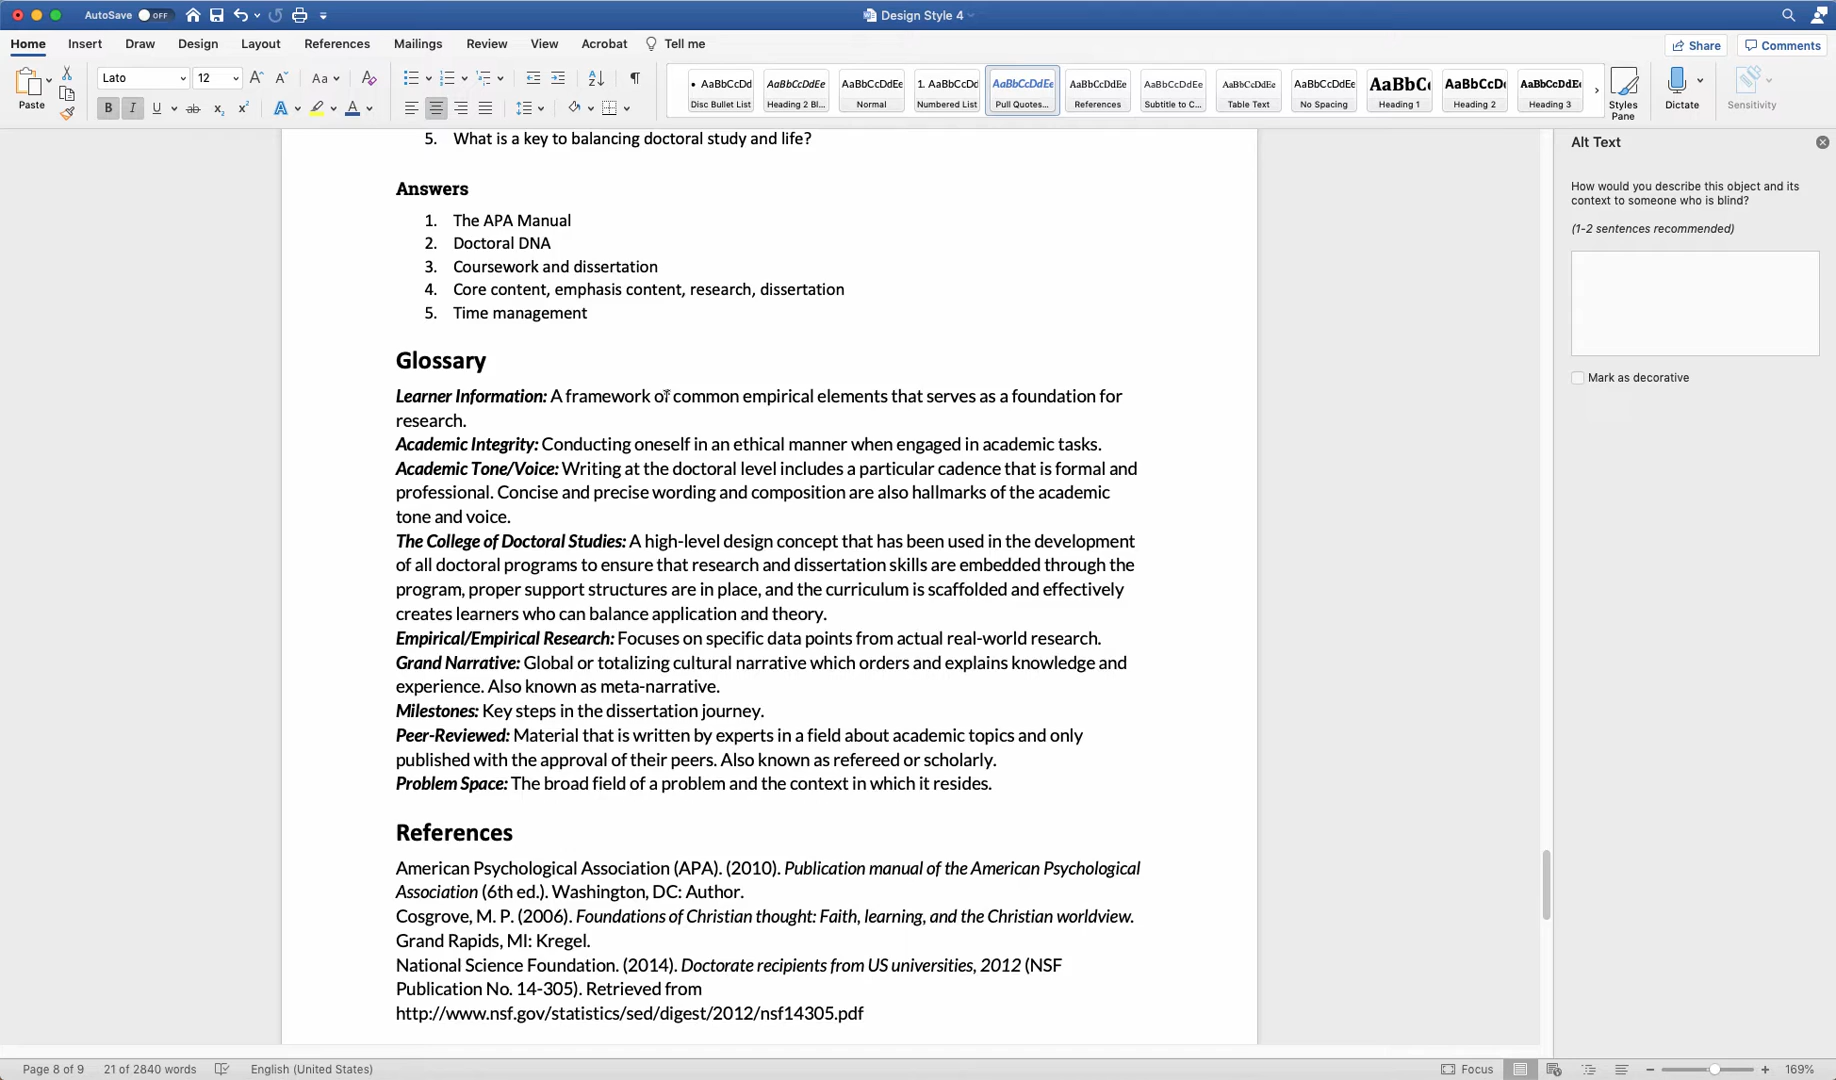 AutoSave OFF
Design Style 4
Home Insert Draw Design Layout References Mailings Review View Acrobat Tell me
Share Comments
Paste
Lato 12
Aa
AaBbCcDd AaBbCcDdEe AaBbCcDdEe 1. AaBbCcDd AaBbCcDdEe AaBbCcDdEe AaBbCcDdEe AaBbCcDdEe AaBbCcDdEe AaBbC AaBbCcD AaBbCcDdE
Disc Bullet List Heading 2 Bl... Normal Numbered List Pull Quotes... References Subtitle to C... Table Text No Spacing Heading 1 Heading 2 Heading 3
Styles Pane
Dictate
Sensitivity
5. What is a key to balancing doctoral study and life?
Answers
1. The APA Manual
2. Doctoral DNA
3. Coursework and dissertation
4. Core content, emphasis content, research, dissertation
5. Time management
Glossary
Learner Information: A framework of common empirical elements that serves as a foundation for
research.
Academic Integrity: Conducting oneself in an ethical manner when engaged in academic tasks.
Academic Tone/Voice: Writing at the doctoral level includes a particular cadence that is formal and
professional. Concise and precise wording and composition are also hallmarks of the academic
tone and voice.
The College of Doctoral Studies: A high-level design concept that has been used in the development
of all doctoral programs to ensure that research and dissertation skills are embedded through the
program, proper support structures are in place, and the curriculum is scaffolded and effectively
creates learners who can balance application and theory.
Empirical/Empirical Research: Focuses on specific data points from actual real-world research.
Grand Narrative: Global or totalizing cultural narrative which orders and explains knowledge and
experience. Also known as meta-narrative.
Milestones: Key steps in the dissertation journey.
Peer-Reviewed: Material that is written by experts in a field about academic topics and only
published with the approval of their peers. Also known as refereed or scholarly.
Problem Space: The broad field of a problem and the context in which it resides.
References
American Psychological Association (APA). (2010). Publication manual of the American Psychological
Association (6th ed.). Washington, DC: Author.
Cosgrove, M. P. (2006). Foundations of Christian thought: Faith, learning, and the Christian worldview.
Grand Rapids, MI: Kregel.
National Science Foundation. (2014). Doctorate recipients from US universities, 2012 (NSF
Publication No. 14-305). Retrieved from
http://www.nsf.gov/statistics/sed/digest/2012/nsf14305.pdf
Alt Text
How would you describe this object and its
context to someone who is blind?
(1-2 sentences recommended)
Mark as decorative
Page 8 of 9 21 of 2840 words English (United States)
Focus 169%